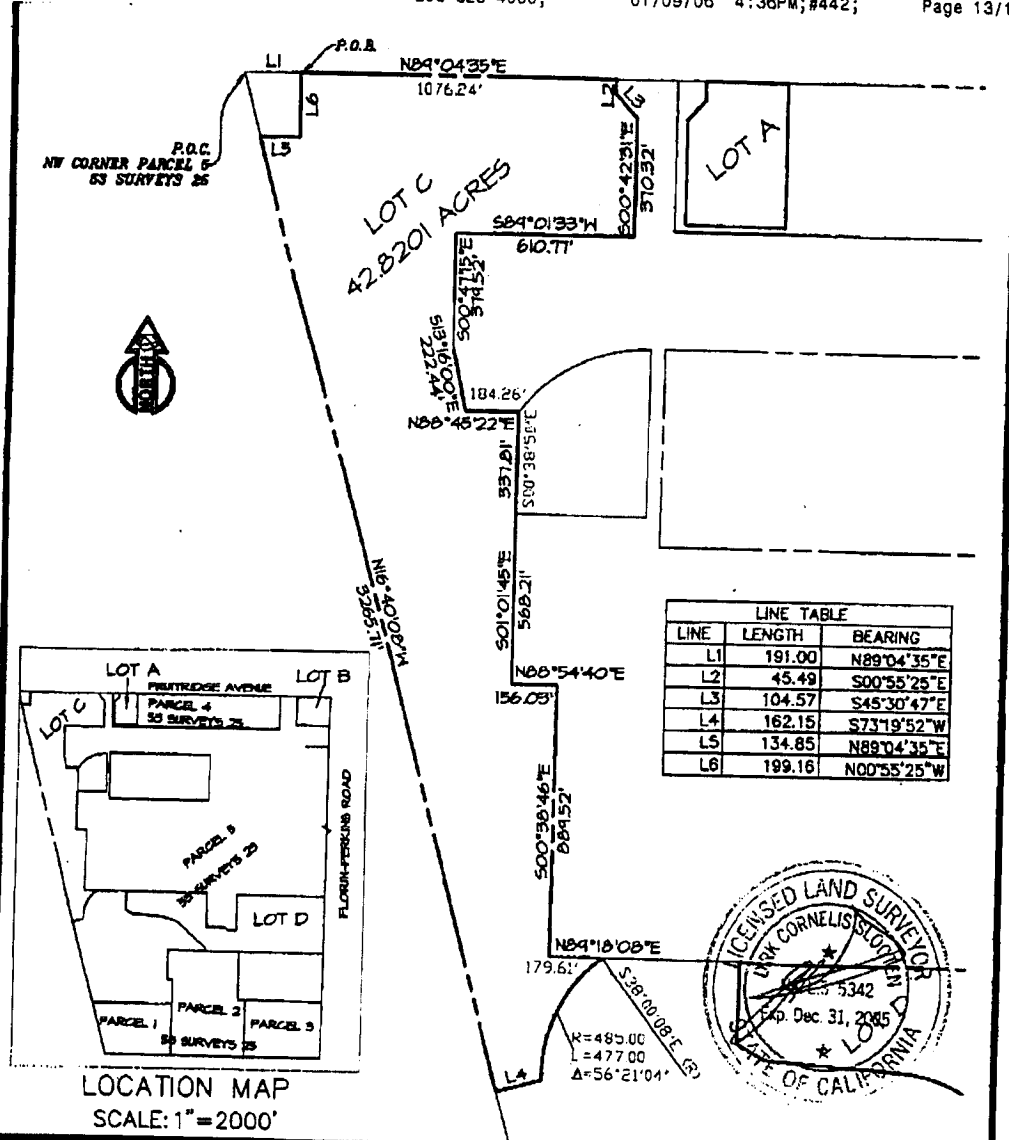 01/09/06 4:36PM;#442; Page 13/1
P.O.B.
L1
N89°04'35"E
1076.24'
L6
L5
L2
L3
P.O.C.
NW CORNER PARCEL 5
53 SURVEYS 25
LOT C
42.8201 ACRES
S00°42'31"E
370.32'
LOT A
S89°01'33"W
610.77'
S00°47'15"E
379.52'
S13°16'00"E
222.44'
184.26'
N88°45'22"E
NORTH
337.81'
S00°38'50"E
S01°01'45"E
568.21'
N16°40'08"W
3265.71'
N88°54'40"E
156.03'
S00°38'46"E
889.52'
N89°18'08"E
179.61'
S38°00'08"E (R)
R=485.00
L=477.00
Δ=56°21'04"
L4
LINE TABLE
LINE LENGTH BEARING
L1 191.00 N89°04'35"E
L2 45.49 S00°55'25"E
L3 104.57 S45°30'47"E
L4 162.15 S73°19'52"W
L5 134.85 N89°04'35"E
L6 199.16 N00°55'25"W
LOT A
LOT B
FRUITRIDGE AVENUE
LOT C
PARCEL 4
53 SURVEYS 25
PARCEL 5
53 SURVEYS 25
FLORIN-PERKINS ROAD
LOT D
PARCEL 1
PARCEL 2
PARCEL 3
53 SURVEYS 25
LOCATION MAP
SCALE: 1"=2000'
LICENSED LAND SURVEYOR
DIRK CORNELIS SLOOTEN
L.S. 5342
Exp. Dec. 31, 2005
STATE OF CALIFORNIA
LOT D